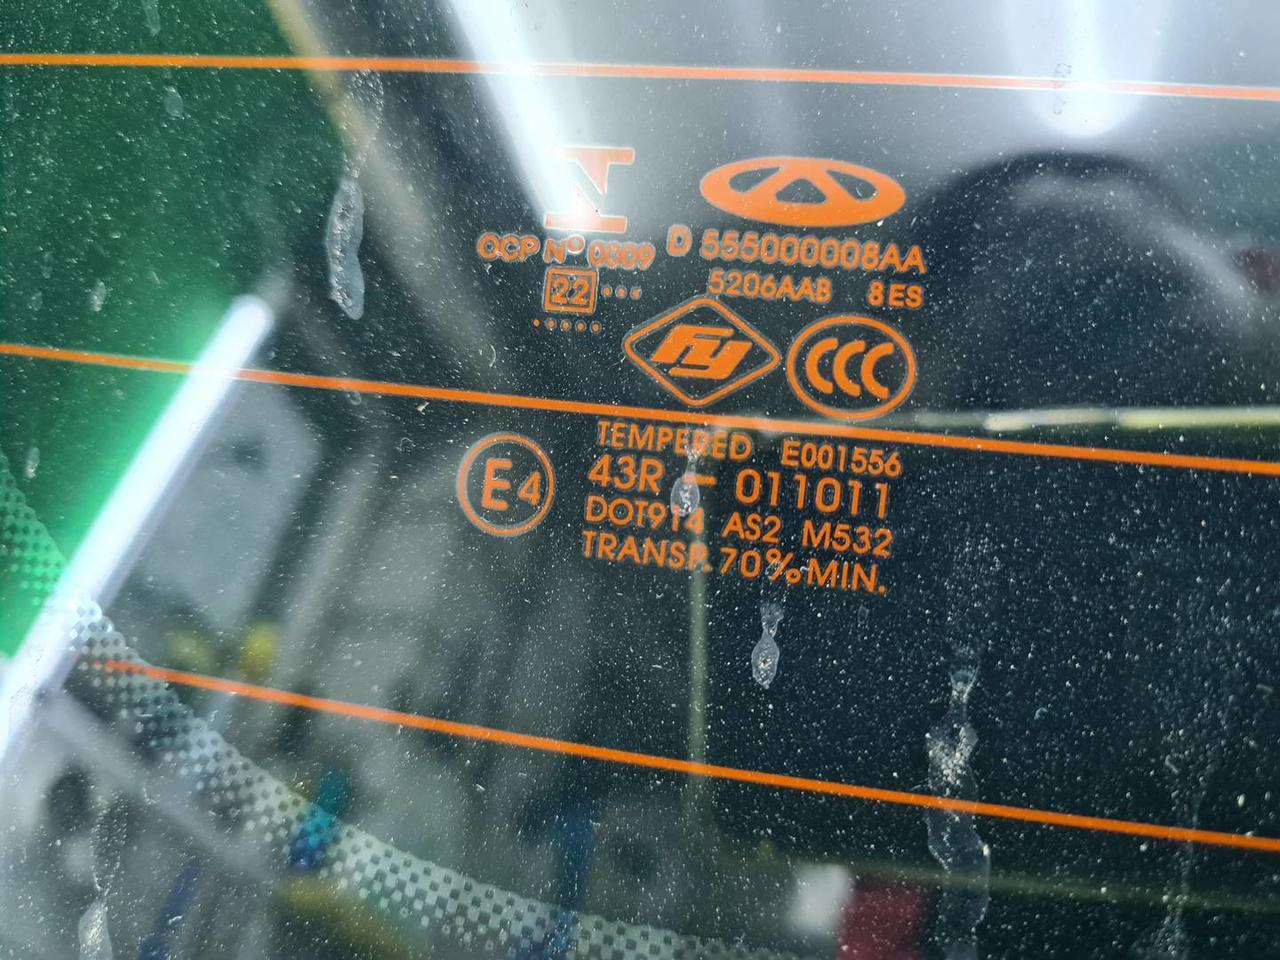 N
OCP Nº 0009 D 555000008AA
22 ... 5206AAB 8ES
.....
fy CCC
TEMPERED E001556
E4 43R - 011011
DOT914 AS2 M532
TRANSP. 70% MIN.